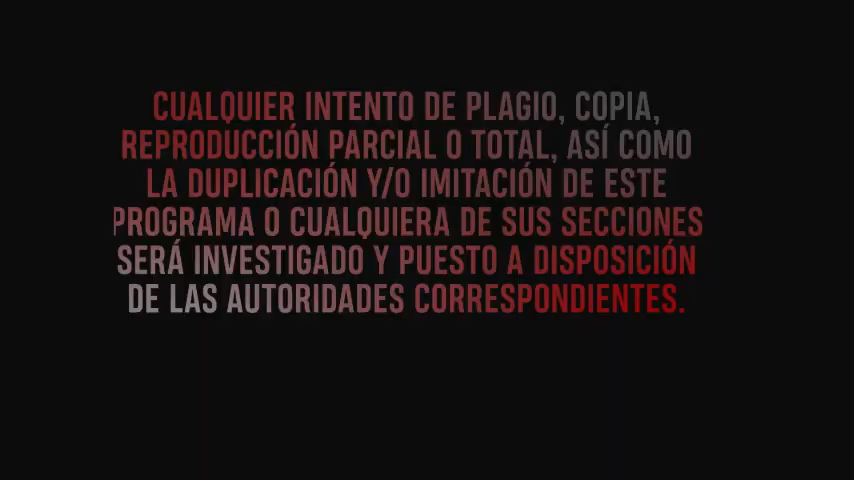 CUALQUIER INTENTO DE PLAGIO, COPIA,
REPRODUCCIÓN PARCIAL O TOTAL, ASÍ COMO
LA DUPLICACIÓN Y/O IMITACIÓN DE ESTE
PROGRAMA O CUALQUIERA DE SUS SECCIONES
SERÁ INVESTIGADO Y PUESTO A DISPOSICIÓN
DE LAS AUTORIDADES CORRESPONDIENTES.